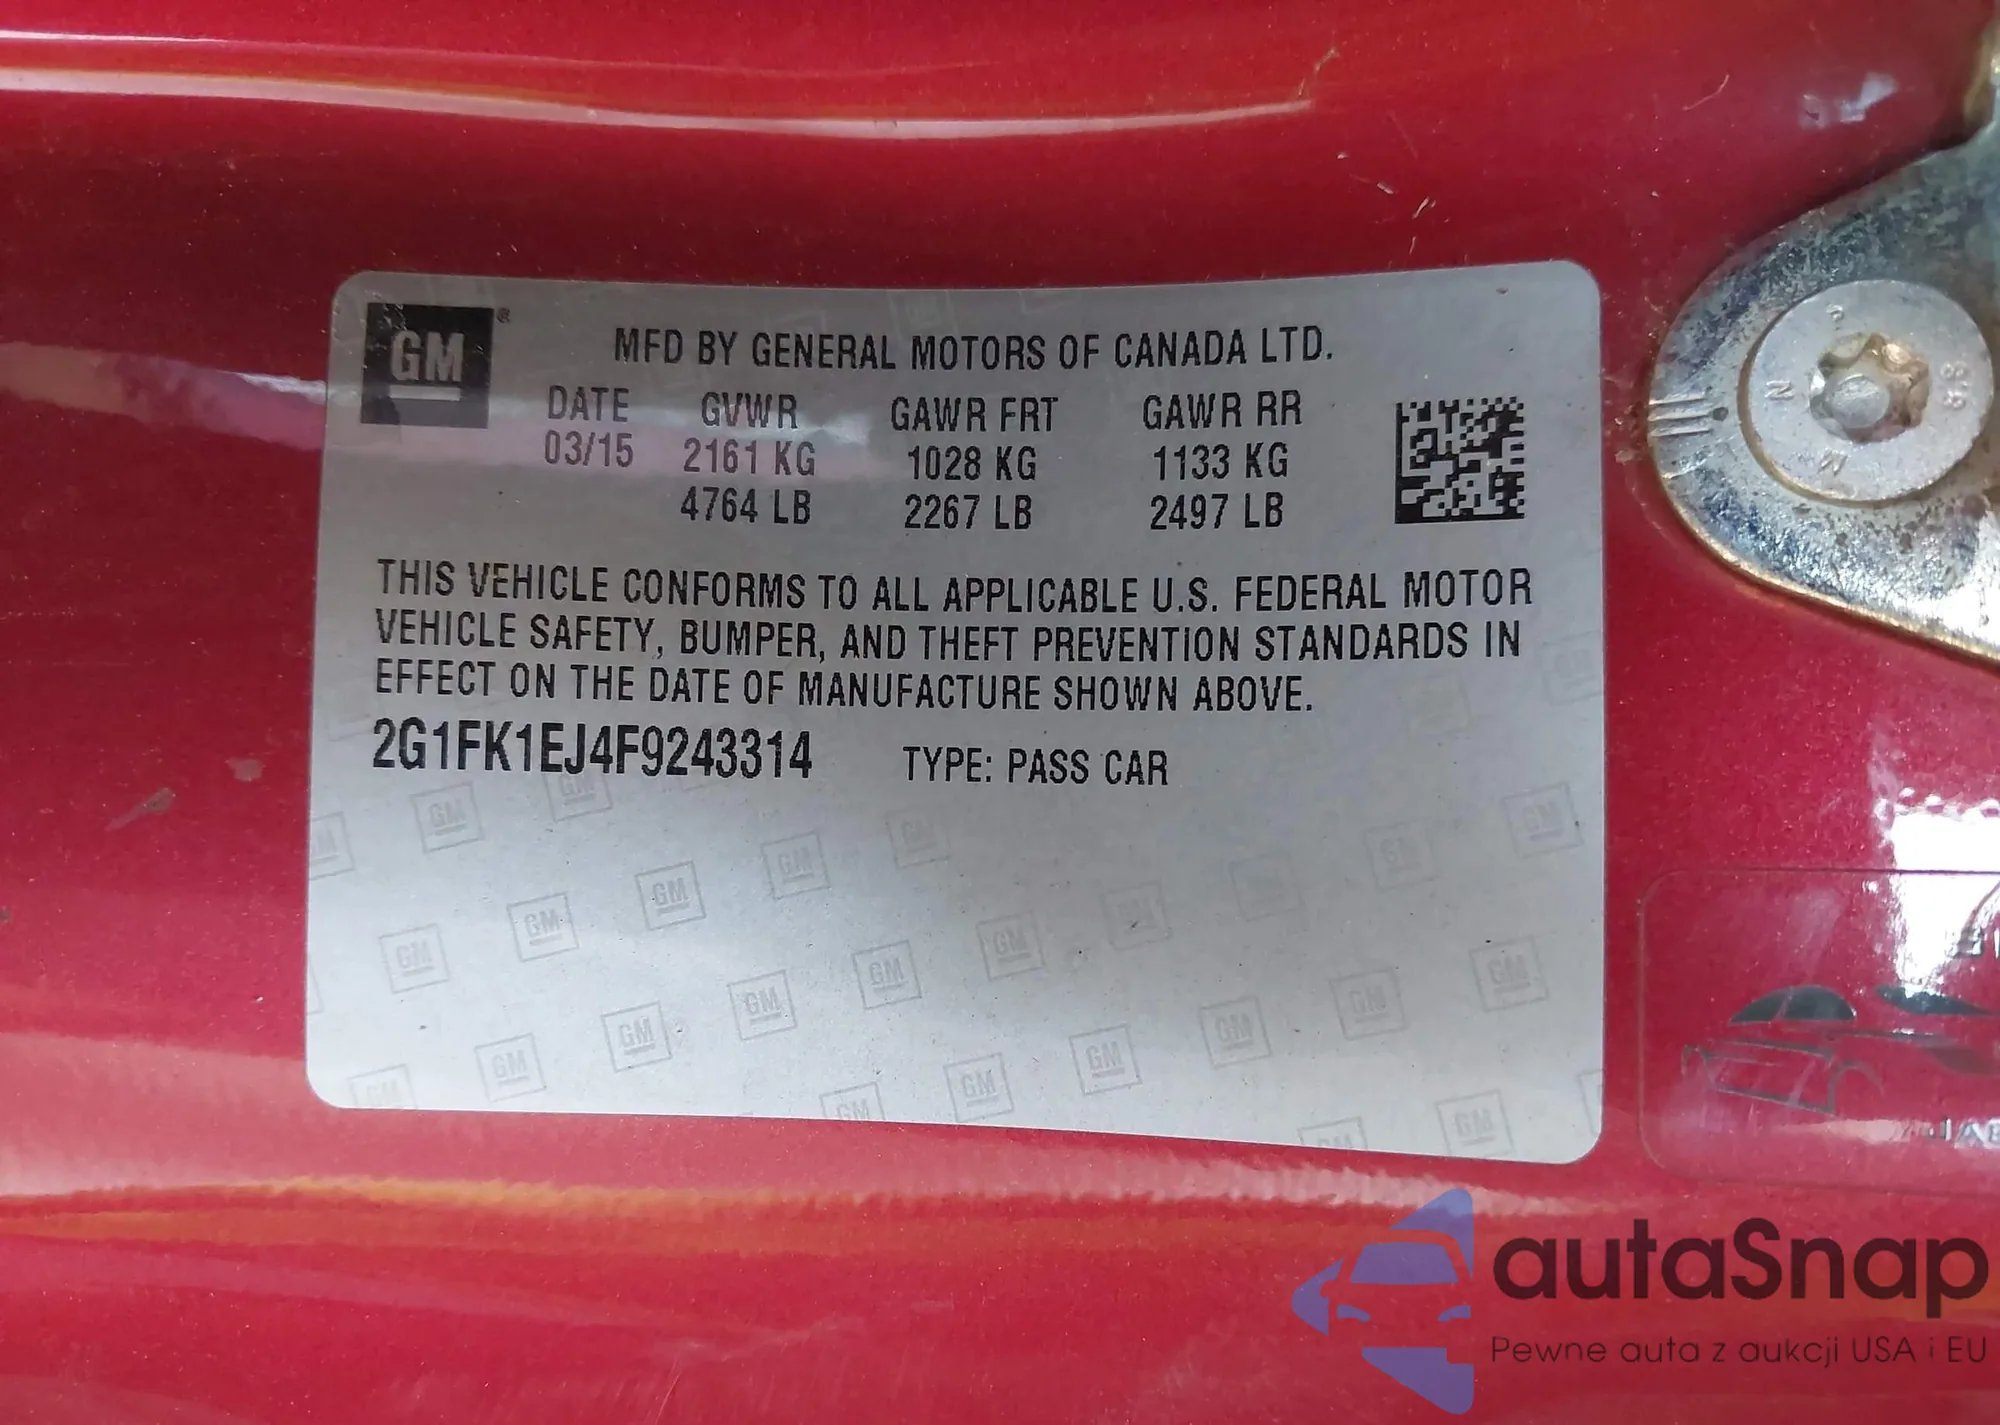 GM®
MFD BY GENERAL MOTORS OF CANADA LTD.
DATE GVWR GAWR FRT GAWR RR
03/15 2161 KG 1028 KG 1133 KG
4764 LB 2267 LB 2497 LB
THIS VEHICLE CONFORMS TO ALL APPLICABLE U.S. FEDERAL MOTOR
VEHICLE SAFETY, BUMPER, AND THEFT PREVENTION STANDARDS IN
EFFECT ON THE DATE OF MANUFACTURE SHOWN ABOVE.
2G1FK1EJ4F9243314 TYPE: PASS CAR
autaSnap
Pewne auta z aukcji USA i EU